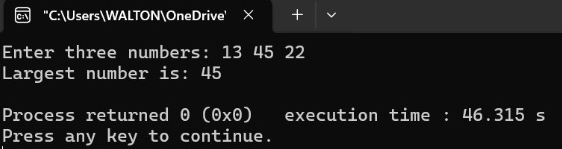 "C:\Users\WALTON\OneDrive'
Enter three numbers: 13 45 22
Largest number is: 45
Process returned 0 (0x0)   execution time : 46.315 s
Press any key to continue.